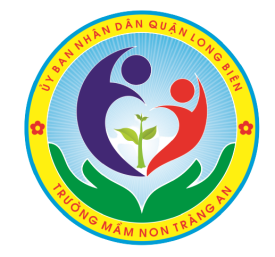 ỦY BAN NHÂN DÂN QUẬN LONG BIÊN
TRƯỜNG MẦM NON TRÀNG AN